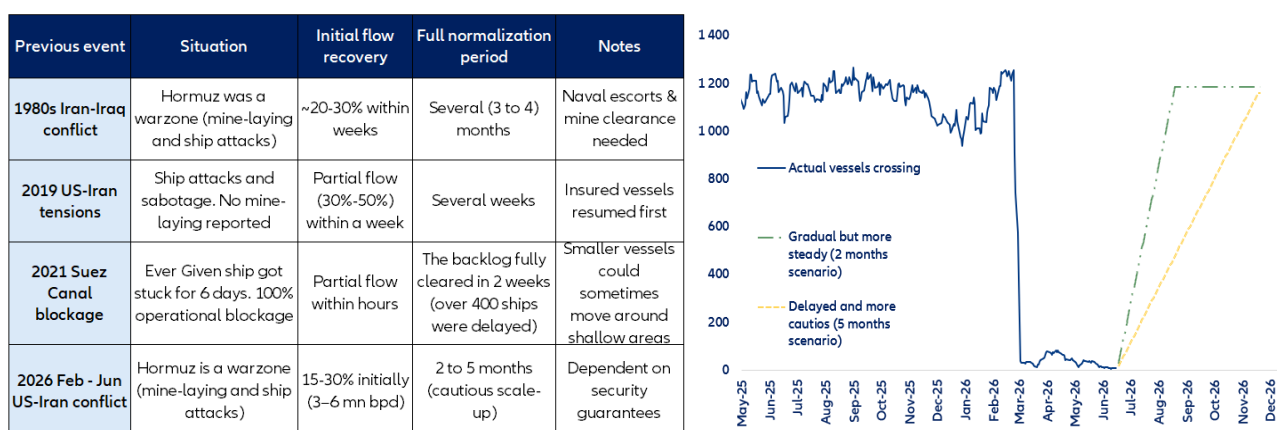 Previous event
Situation
Initial flow
recovery
Full normalization
period
Notes
1980s Iran-Iraq
conflict
Hormuz was a
warzone (mine-laying
and ship attacks)
~20-30% within
weeks
Several (3 to 4)
months
Naval escorts &
mine clearance
needed
2019 US-Iran
tensions
Ship attacks and
sabotage. No mine-
laying reported
Partial flow
(30%-50%)
within a week
Several weeks
Insured vessels
resumed first
2021 Suez
Canal
blockage
Ever Given ship got
stuck for 6 days. 100%
operational blockage
Partial flow
within hours
The backlog fully
cleared in 2 weeks
(over 400 ships
were delayed)
Smaller vessels
could
sometimes
move around
shallow areas
2026 Feb - Jun
US-Iran conflict
Hormuz is a warzone
(mine-laying and ship
attacks)
15-30% initially
(3–6 mn bpd)
2 to 5 months
(cautious scale-
up)
Dependent on
security
guarantees
1 400
1 200
1 000
800
600
400
200
0
Actual vessels crossing
Gradual but more
steady (2 months
scenario)
Delayed and more
cautios (5 months
scenario)
May-25
Jun-25
Jul-25
Aug-25
Sep-25
Oct-25
Nov-25
Dec-25
Jan-26
Feb-26
Mar-26
Apr-26
May-26
Jun-26
Jul-26
Aug-26
Sep-26
Oct-26
Nov-26
Dec-26